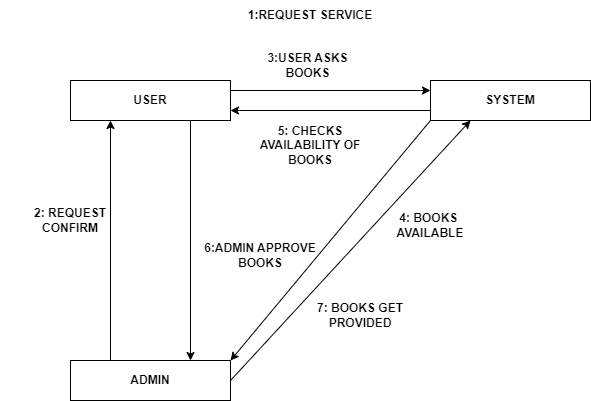 1:REQUEST SERVICE
3:USER ASKS
BOOKS
USER
SYSTEM
5: CHECKS
AVAILABILITY OF
BOOKS
2: REQUEST
CONFIRM
4: BOOKS
AVAILABLE
6:ADMIN APPROVE
BOOKS
7: BOOKS GET
PROVIDED
ADMIN